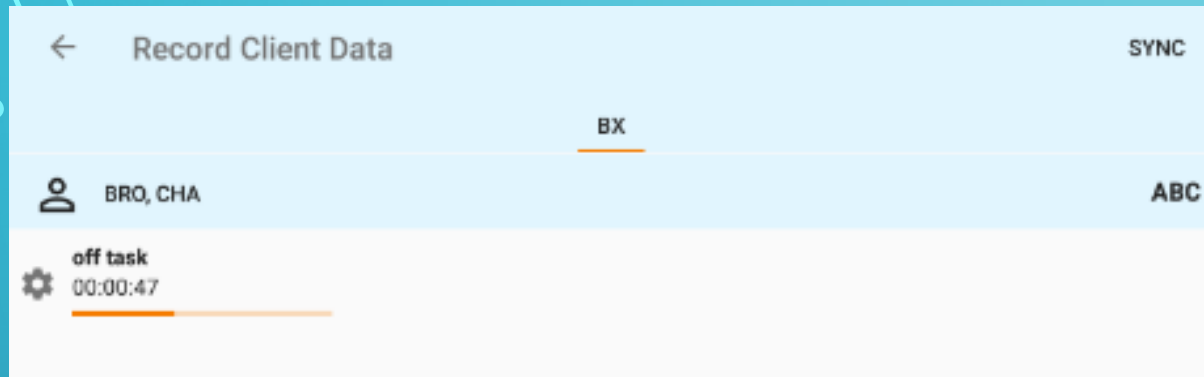 Record Client Data
SYNC
BX
BRO, CHA
ABC
off task
00:00:47